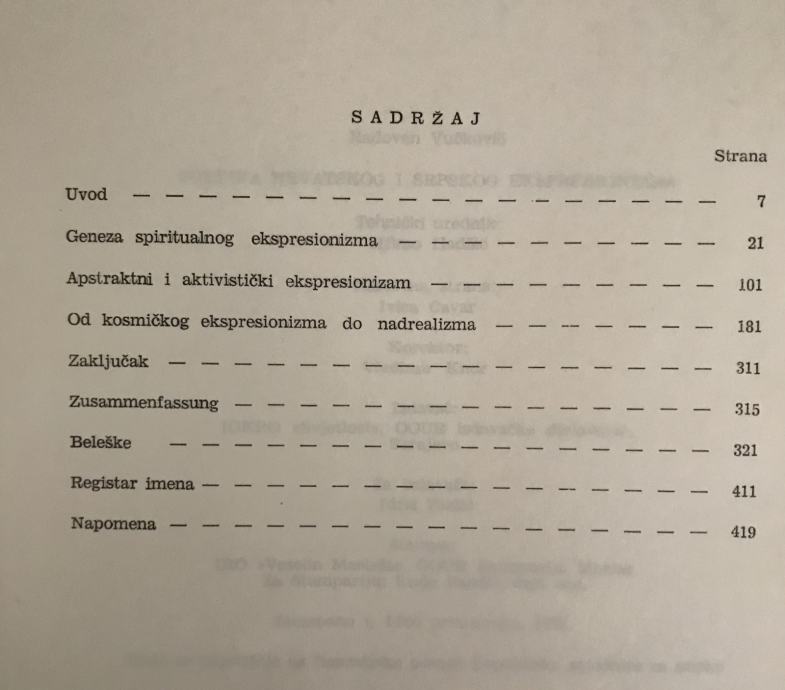 SADRŽAJ
Strana
Uvod — — — — — — — — — — — — — — — — — — 7
Geneza spiritualnog ekspresionizma — — — — — — — — — — 21
Apstraktni i aktivistički ekspresionizam — — — — — — — — — 101
Od kosmičkog ekspresionizma do nadrealizma — — — — — — — 181
Zaključak — — — — — — — — — — — — — — — — — 311
Zusammenfassung — — — — — — — — — — — — — — — 315
Beleške — — — — — — — — — — — — — — — — — 321
Registar imena — — — — — — — — — — — — — — — — 411
Napomena — — — — — — — — — — — — — — — — — 419